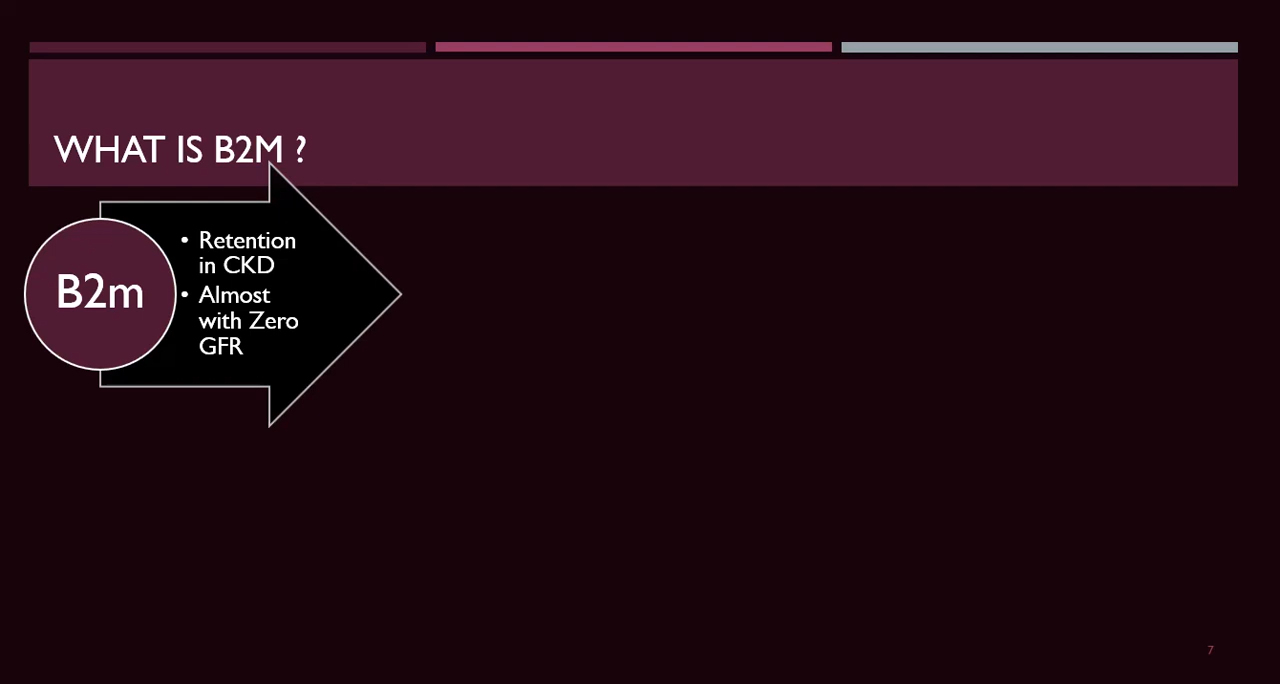 WHAT IS B2M ?
B2m
• Retention
in CKD
• Almost
with Zero
GFR
7